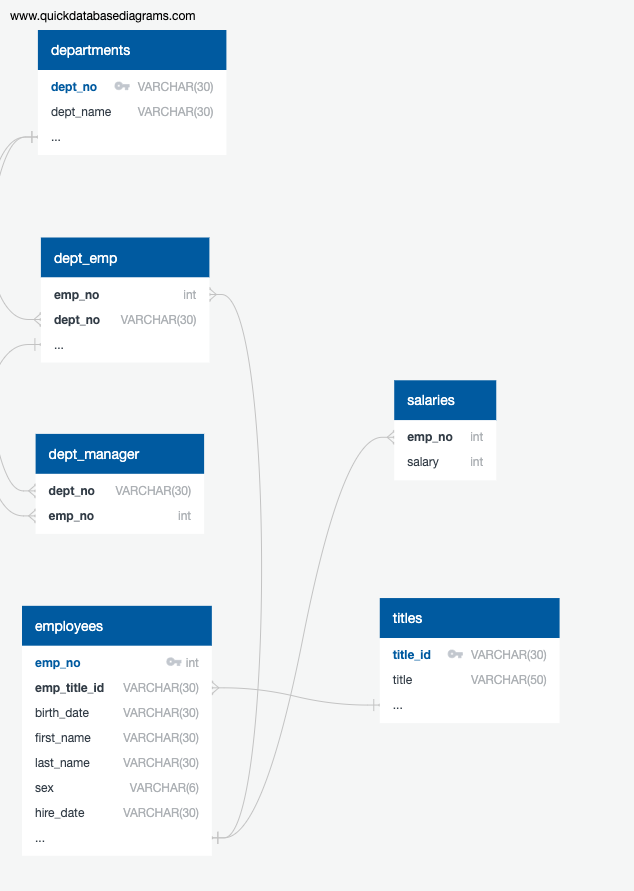 www.quickdatabasediagrams.com
departments
dept_no VARCHAR(30)
dept_name VARCHAR(30)
...
dept_emp
emp_no int
dept_no VARCHAR(30)
...
salaries
emp_no int
salary int
dept_manager
dept_no VARCHAR(30)
emp_no int
employees
emp_no int
emp_title_id VARCHAR(30)
birth_date VARCHAR(30)
first_name VARCHAR(30)
last_name VARCHAR(30)
sex VARCHAR(6)
hire_date VARCHAR(30)
...
titles
title_id VARCHAR(30)
title VARCHAR(50)
...